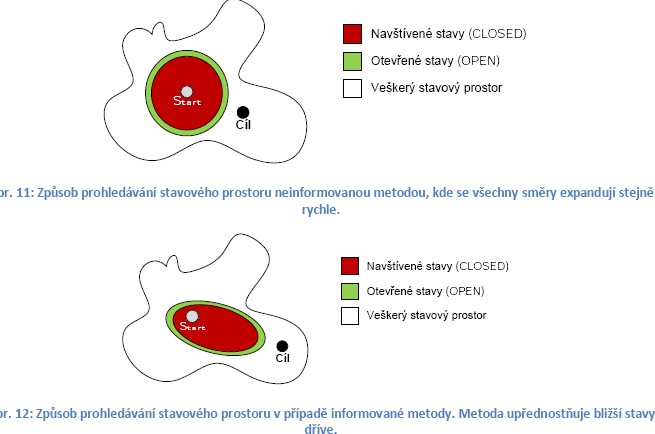 Navštívené stavy (CLOSED)
Otevřené stavy (OPEN)
Veškerý stavový prostor
Start
Cíl
br. 11: Způsob prohledávání stavového prostoru neinformovanou metodou, kde se všechny směry expandují stejně
rychle.
Navštívené stavy (CLOSED)
Otevřené stavy (OPEN)
Veškerý stavový prostor
Start
Cíl
br. 12: Způsob prohledávání stavového prostoru v případě informované metody. Metoda upřednostňuje bližší stavy
dříve.